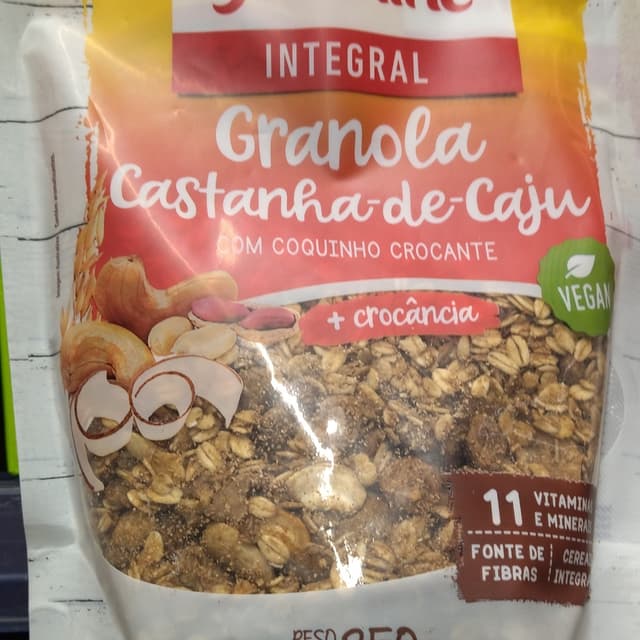 INTEGRAL
Granola
Castanha-de-Caju
COM COQUINHO CROCANTE
+ crocância
VEGAN
11 VITAMINAS
E MINERAIS
FONTE DE
FIBRAS
CEREAL
INTEGRAL
PESO